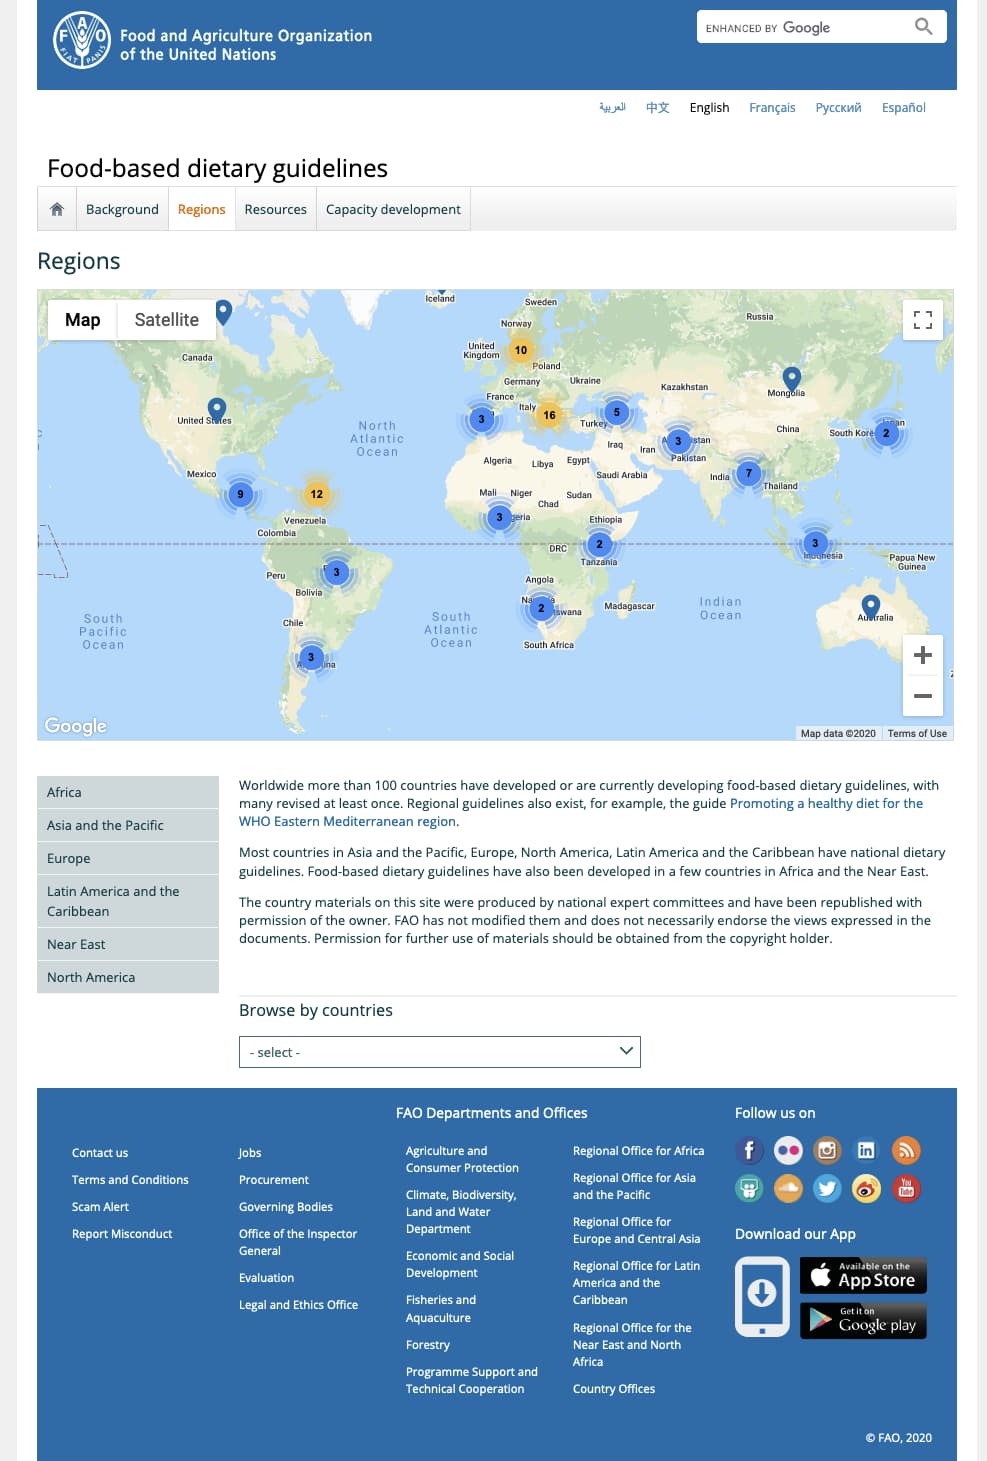 Food and Agriculture Organization
of the United Nations
ENHANCED BY Google
العربية 中文 English Français Русский Español
Food-based dietary guidelines
Background Regions Resources Capacity development
Regions
Map Satellite
Iceland
Sweden
Norway
Russia
Canada
United Kingdom
10
Poland
Germany
Ukraine
Kazakhstan
Mongolia
France
Italy
16
3
5
Turkey
United States
North Atlantic Ocean
3
Pakistan
Iraq
Iran
China
South Korea
2
Algeria
Libya
Egypt
Saudi Arabia
7
India
Thailand
Mexico
9
12
Mali
Niger
Chad
Sudan
3
Ethiopia
Venezuela
Colombia
DRC
2
Tanzania
3
Indonesia
Papua New Guinea
Peru
3
Bolivia
Angola
2
Madagascar
Indian Ocean
Australia
South Pacific Ocean
South Atlantic Ocean
Chile
South Africa
3
Google
Map data ©2020 Terms of Use
Africa
Asia and the Pacific
Europe
Latin America and the
Caribbean
Near East
North America
Worldwide more than 100 countries have developed or are currently developing food-based dietary guidelines, with
many revised at least once. Regional guidelines also exist, for example, the guide Promoting a healthy diet for the
WHO Eastern Mediterranean region.
Most countries in Asia and the Pacific, Europe, North America, Latin America and the Caribbean have national dietary
guidelines. Food-based dietary guidelines have also been developed in a few countries in Africa and the Near East.
The country materials on this site were produced by national expert committees and have been republished with
permission of the owner. FAO has not modified them and does not necessarily endorse the views expressed in the
documents. Permission for further use of materials should be obtained from the copyright holder.
Browse by countries
- select -
Contact us
Terms and Conditions
Scam Alert
Report Misconduct
Jobs
Procurement
Governing Bodies
Office of the Inspector
General
Evaluation
Legal and Ethics Office
FAO Departments and Offices
Agriculture and
Consumer Protection
Climate, Biodiversity,
Land and Water
Department
Economic and Social
Development
Fisheries and
Aquaculture
Forestry
Programme Support and
Technical Cooperation
Regional Office for Africa
Regional Office for Asia
and the Pacific
Regional Office for
Europe and Central Asia
Regional Office for Latin
America and the
Caribbean
Regional Office for the
Near East and North
Africa
Country Offices
Follow us on
Download our App
Available on the
App Store
Get it on
Google play
© FAO, 2020